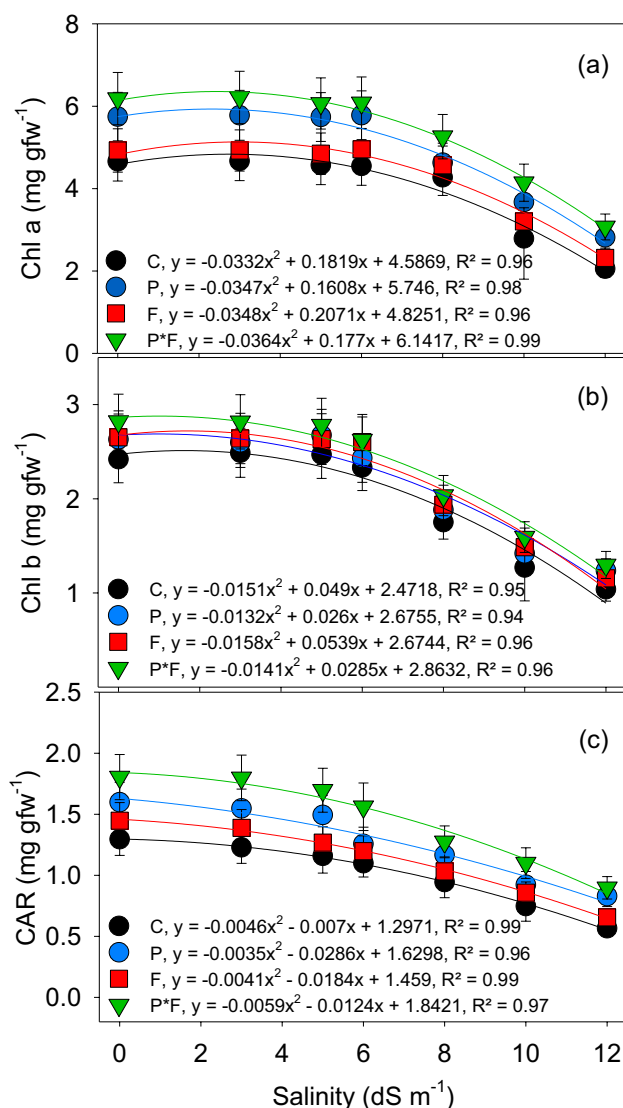 8
(a)
6
4
2
0
Chl a (mg gfw⁻¹)
C, y = -0.0332x² + 0.1819x + 4.5869, R² = 0.96
P, y = -0.0347x² + 0.1608x + 5.746, R² = 0.98
F, y = -0.0348x² + 0.2071x + 4.8251, R² = 0.96
P*F, y = -0.0364x² + 0.177x + 6.1417, R² = 0.99
(b)
3
2
1
Chl b (mg gfw⁻¹)
C, y = -0.0151x² + 0.049x + 2.4718, R² = 0.95
P, y = -0.0132x² + 0.026x + 2.6755, R² = 0.94
F, y = -0.0158x² + 0.0539x + 2.6744, R² = 0.96
P*F, y = -0.0141x² + 0.0285x + 2.8632, R² = 0.96
2.5
(c)
2.0
1.5
1.0
0.5
0.0
CAR (mg gfw⁻¹)
C, y = -0.0046x² - 0.007x + 1.2971, R² = 0.99
P, y = -0.0035x² - 0.0286x + 1.6298, R² = 0.96
F, y = -0.0041x² - 0.0184x + 1.459, R² = 0.99
P*F, y = -0.0059x² - 0.0124x + 1.8421, R² = 0.97
0 2 4 6 8 10 12
Salinity (dS m⁻¹)